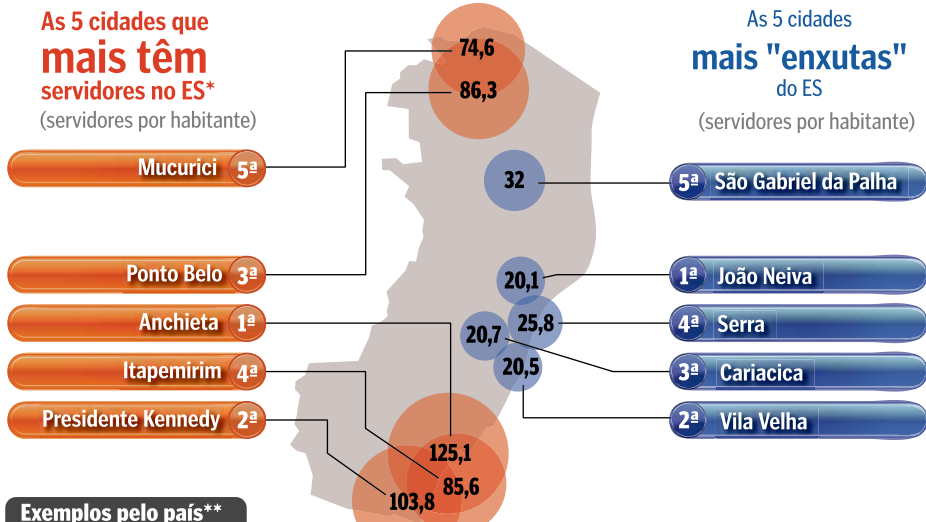 As 5 cidades que
mais têm
servidores no ES*
(servidores por habitante)
Mucurici 5ª
Ponto Belo 3ª
Anchieta 1ª
Itapemirim 4ª
Presidente Kennedy 2ª
Exemplos pelo país**
74,6
86,3
32
20,1
25,8
20,7
20,5
125,1
85,6
103,8
As 5 cidades
mais "enxutas"
do ES
(servidores por habitante)
5ª São Gabriel da Palha
1ª João Neiva
4ª Serra
3ª Cariacica
2ª Vila Velha